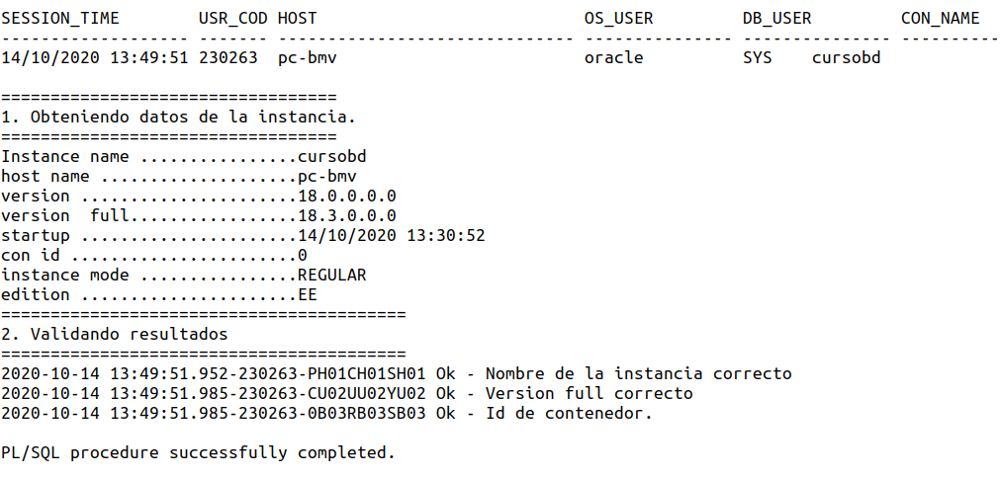 SESSION_TIME        USR_COD HOST                           OS_USER         DB_USER         CON_NAME
------------------- ------- ------------------------------ --------------- --------------- ----------
14/10/2020 13:49:51 230263  pc-bmv                         oracle          SYS    cursobd
==================================
1. Obteniendo datos de la instancia.
==================================
Instance name ................cursobd
host name ....................pc-bmv
version ......................18.0.0.0.0
version  full.................18.3.0.0.0
startup ......................14/10/2020 13:30:52
con id .......................0
instance mode ................REGULAR
edition ......................EE
=========================================
2. Validando resultados
=========================================
2020-10-14 13:49:51.952-230263-PH01CH01SH01 Ok - Nombre de la instancia correcto
2020-10-14 13:49:51.985-230263-CU02UU02YU02 Ok - Version full correcto
2020-10-14 13:49:51.985-230263-0B03RB03SB03 Ok - Id de contenedor.
PL/SQL procedure successfully completed.